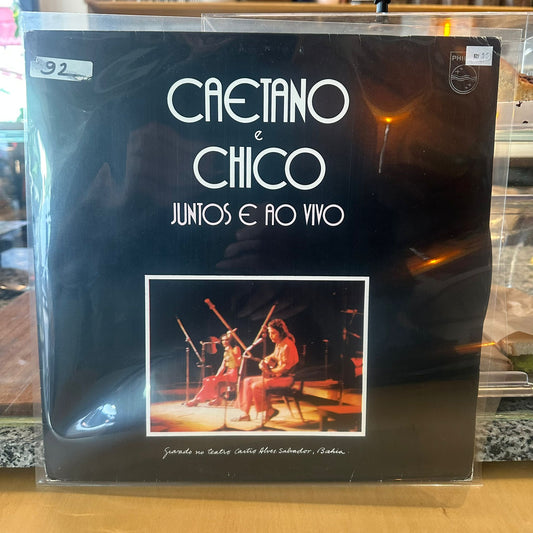 92
PHILIPS
CAETANO
e
CHICO
JUNTOS E AO VIVO
Gravado no teatro Castro Alves Salvador, Bahia.